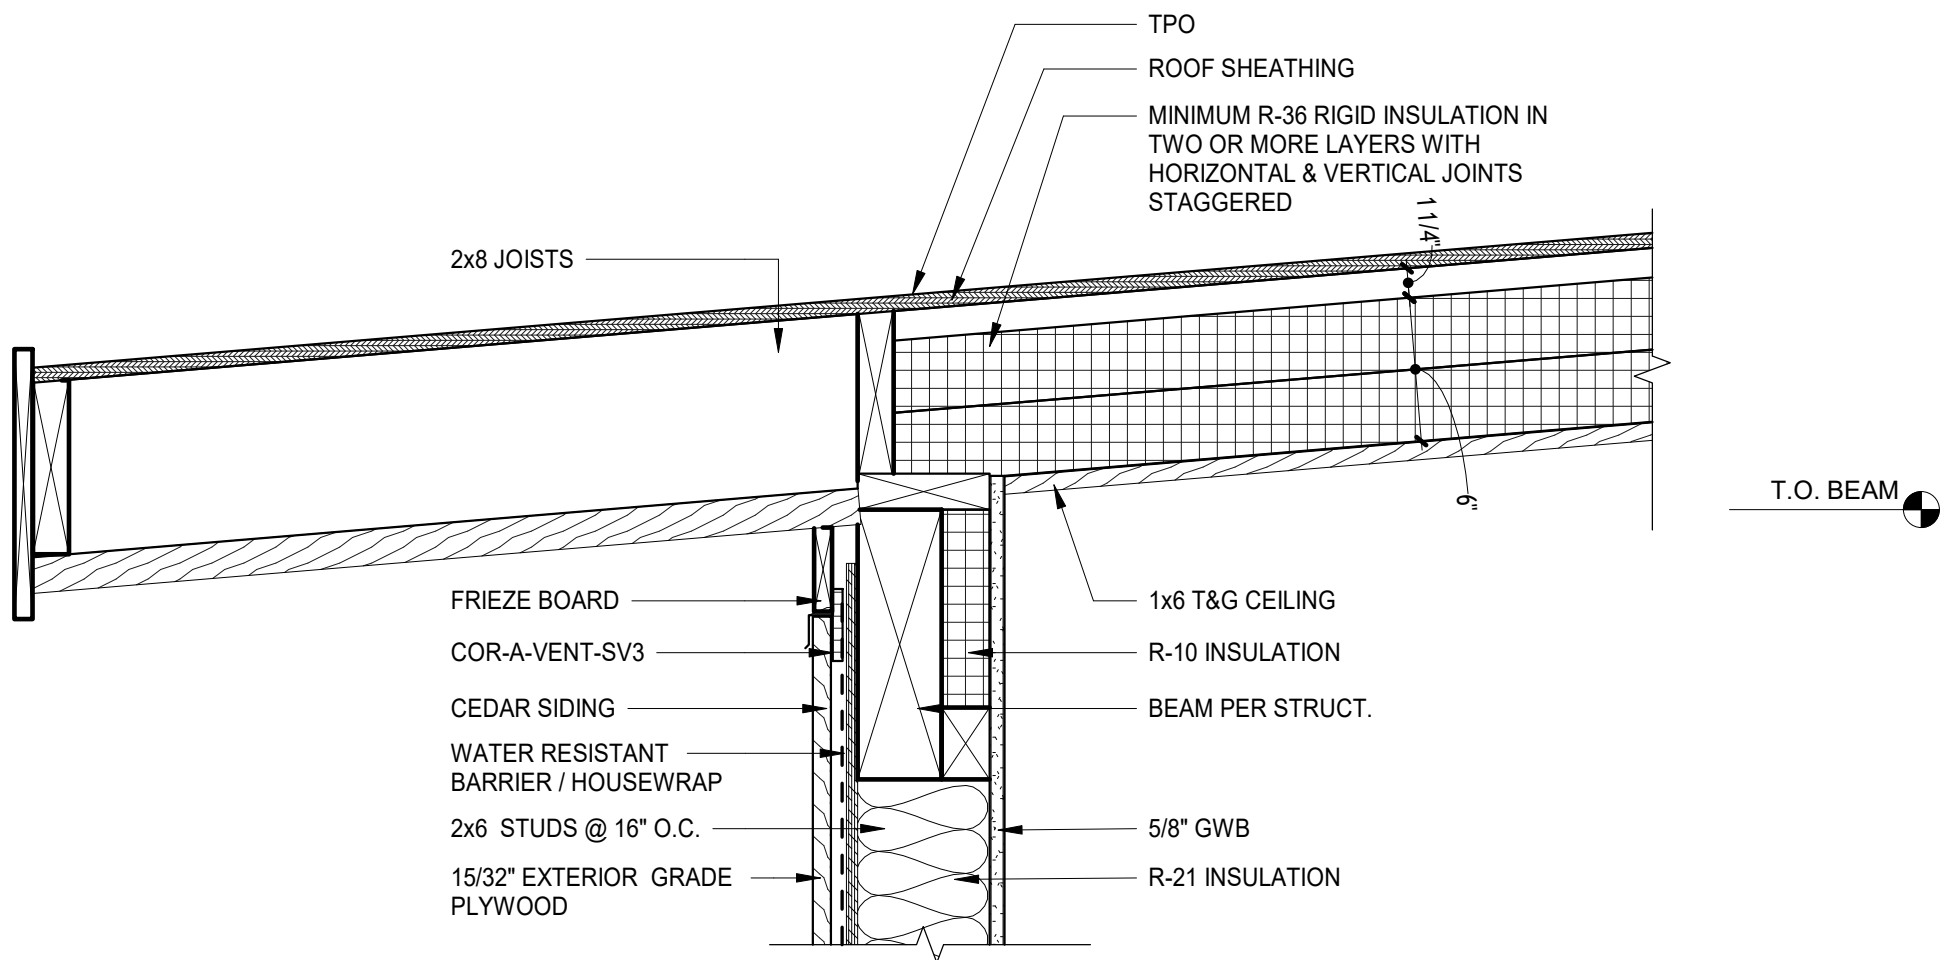 TPO
ROOF SHEATHING
MINIMUM R-36 RIGID INSULATION IN
TWO OR MORE LAYERS WITH
HORIZONTAL & VERTICAL JOINTS
STAGGERED
1 1/4"
2x8 JOISTS
6"
T.O. BEAM
FRIEZE BOARD
COR-A-VENT-SV3
CEDAR SIDING
WATER RESISTANT
BARRIER / HOUSEWRAP
2x6 STUDS @ 16" O.C.
15/32" EXTERIOR GRADE
PLYWOOD
1x6 T&G CEILING
R-10 INSULATION
BEAM PER STRUCT.
5/8" GWB
R-21 INSULATION